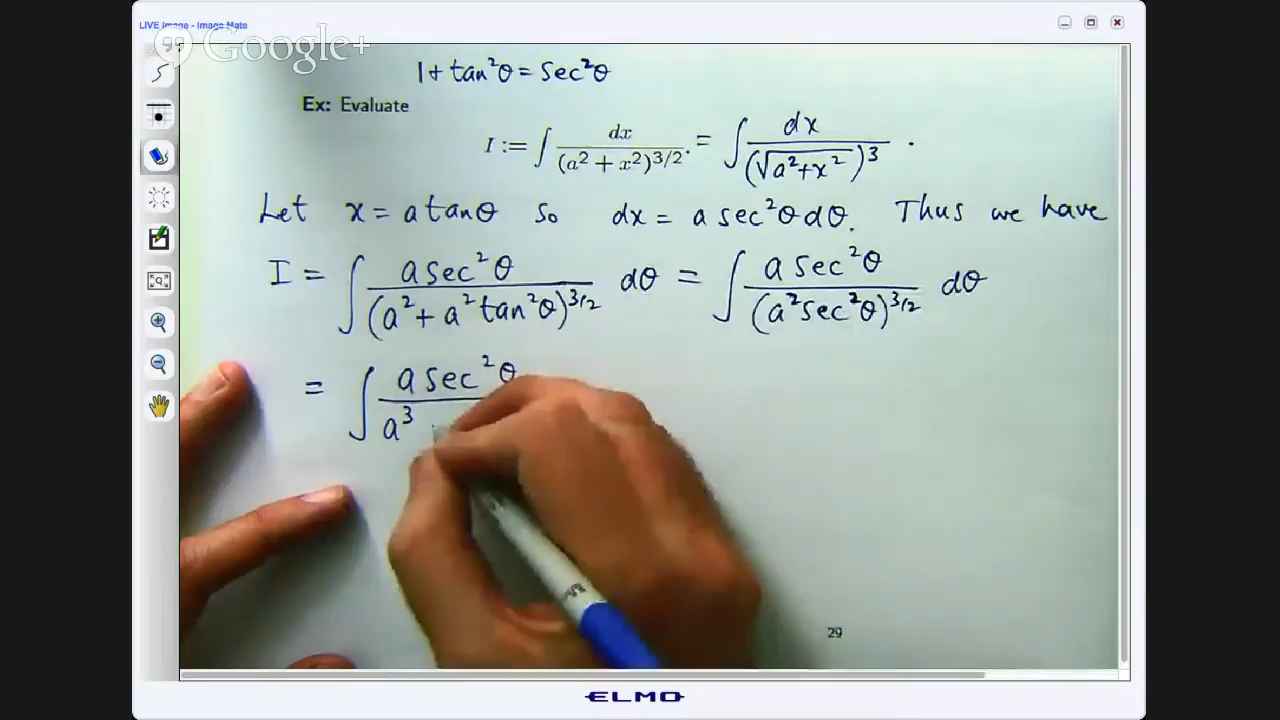 LIVE Image - Image Mate
Google+
1 + tan²θ = sec²θ
Ex: Evaluate
I := ∫ dx/(a² + x²)^{3/2}. = ∫ dx/(√(a²+x²))³ .
Let x = a tanθ so dx = a sec²θ dθ. Thus we have
I = ∫ a sec²θ/(a² + a² tan²θ)^{3/2} dθ = ∫ a sec²θ/(a² sec²θ)^{3/2} dθ
= ∫ a sec²θ/a³
29
ELMO